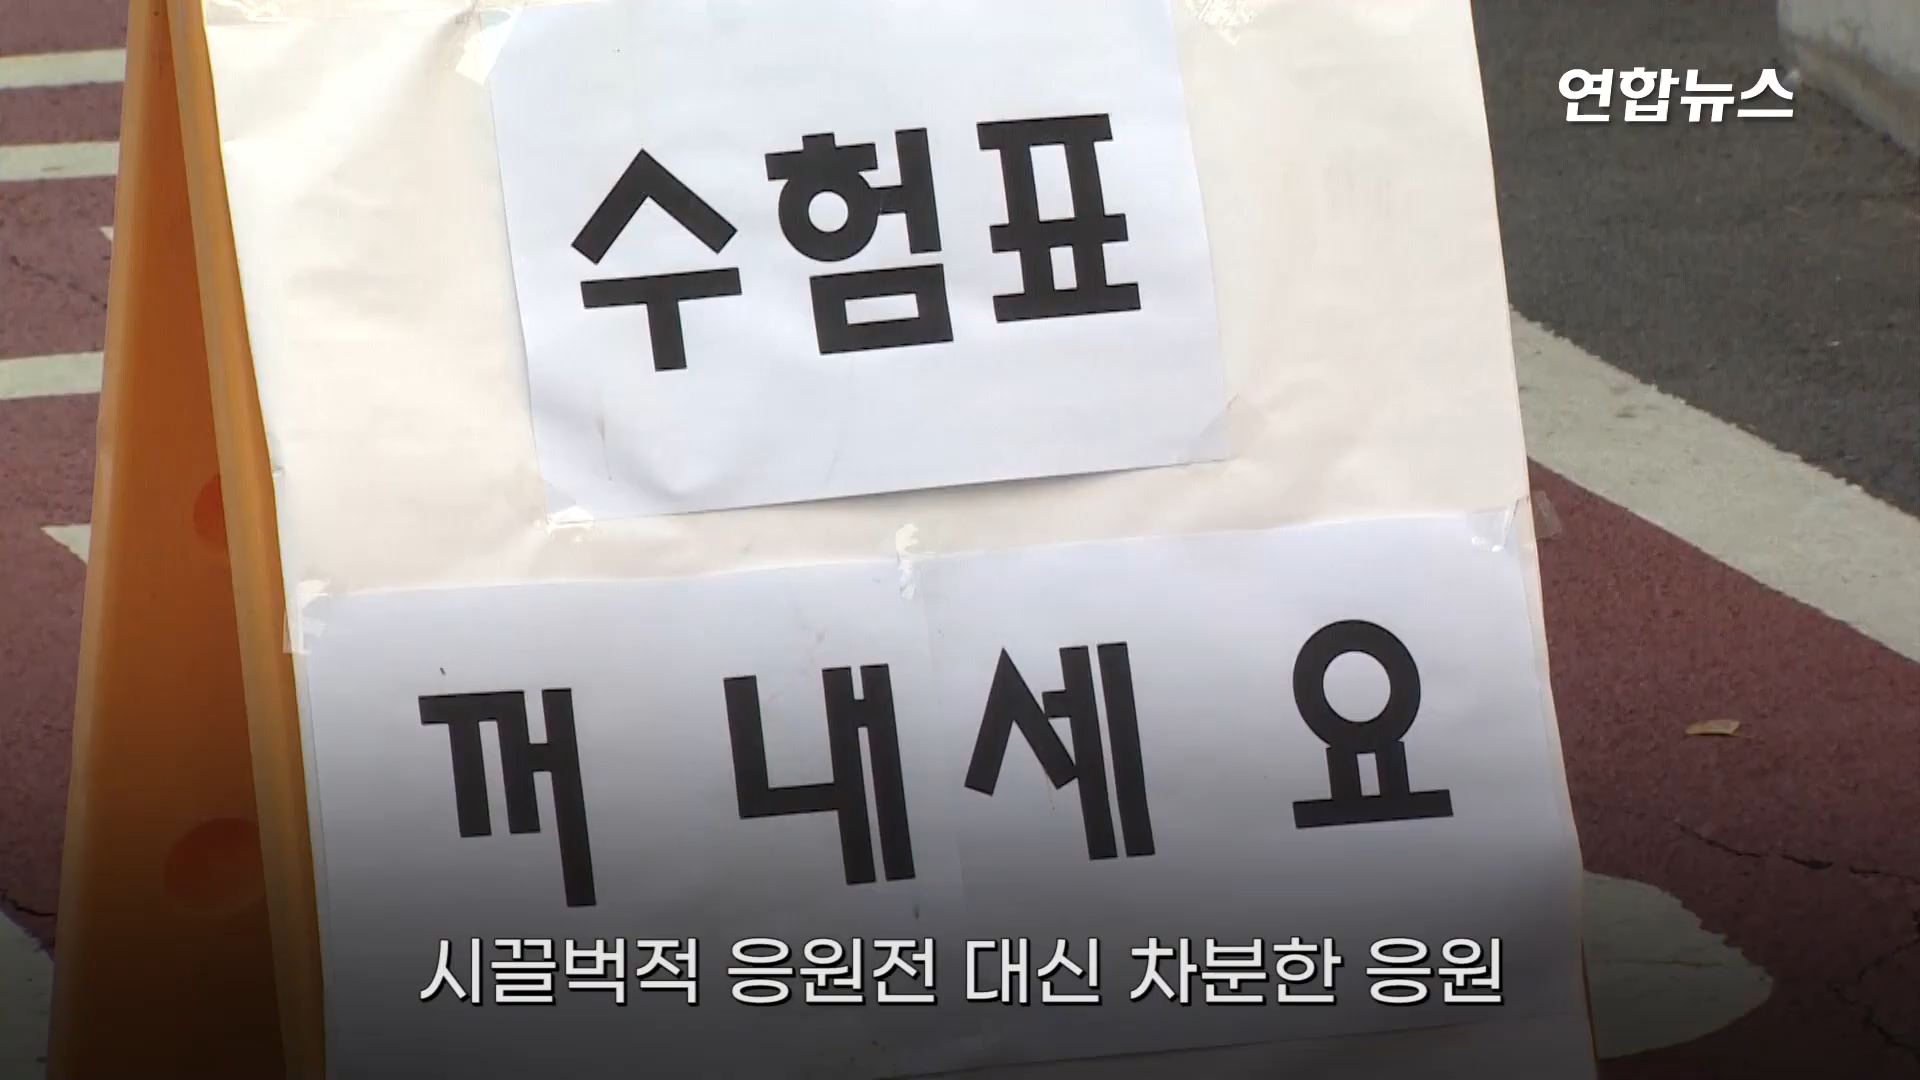 연합뉴스
수험표
꺼 내세 요
시끌벅적 응원전 대신 차분한 응원